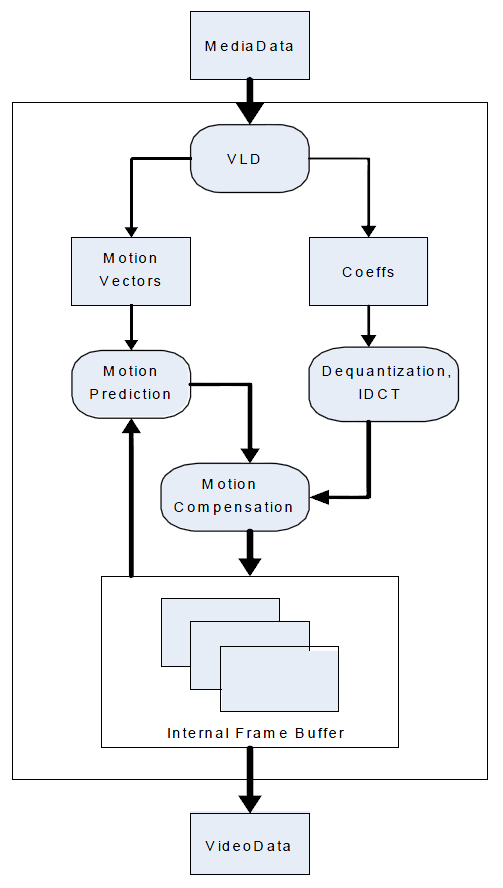 MediaData
VLD
Motion
Vectors
Coeffs
Motion
Prediction
Dequantization,
IDCT
Motion
Compensation
Internal Frame Buffer
VideoData